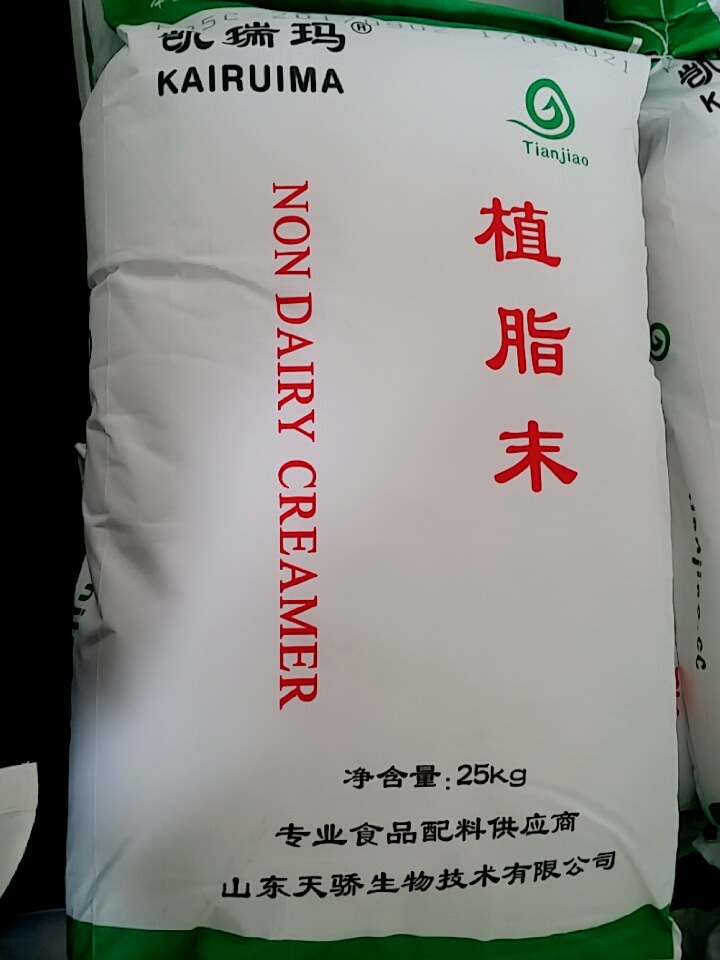 凯瑞玛®
KAIRUIMA
Tianjiao
植脂末
NON DAIRY CREAMER
净含量:25kg
专业食品配料供应商
山东天骄生物技术有限公司